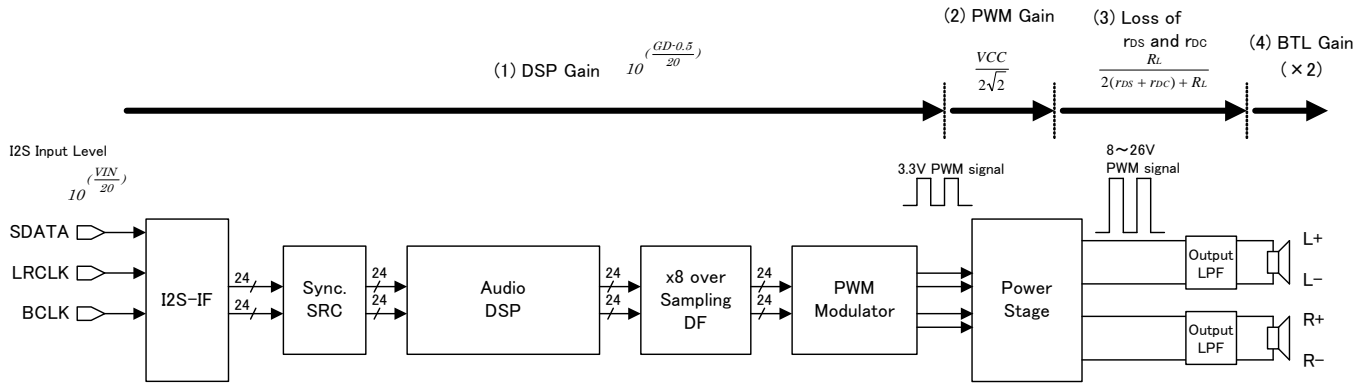 (1) DSP Gain 10^((GD-0.5)/20)
(2) PWM Gain
VCC
2√2
(3) Loss of
rDS and rDC
RL
2(rDS + rDC) + RL
(4) BTL Gain
(×2)
I2S Input Level
10^(VIN/20)
3.3V PWM signal
8～26V
PWM signal
SDATA
LRCLK
BCLK
I2S-IF
24
24
Sync.
SRC
24
24
Audio
DSP
24
24
x8 over
Sampling
DF
24
24
PWM
Modulator
Power
Stage
Output
LPF
L+
L-
Output
LPF
R+
R-